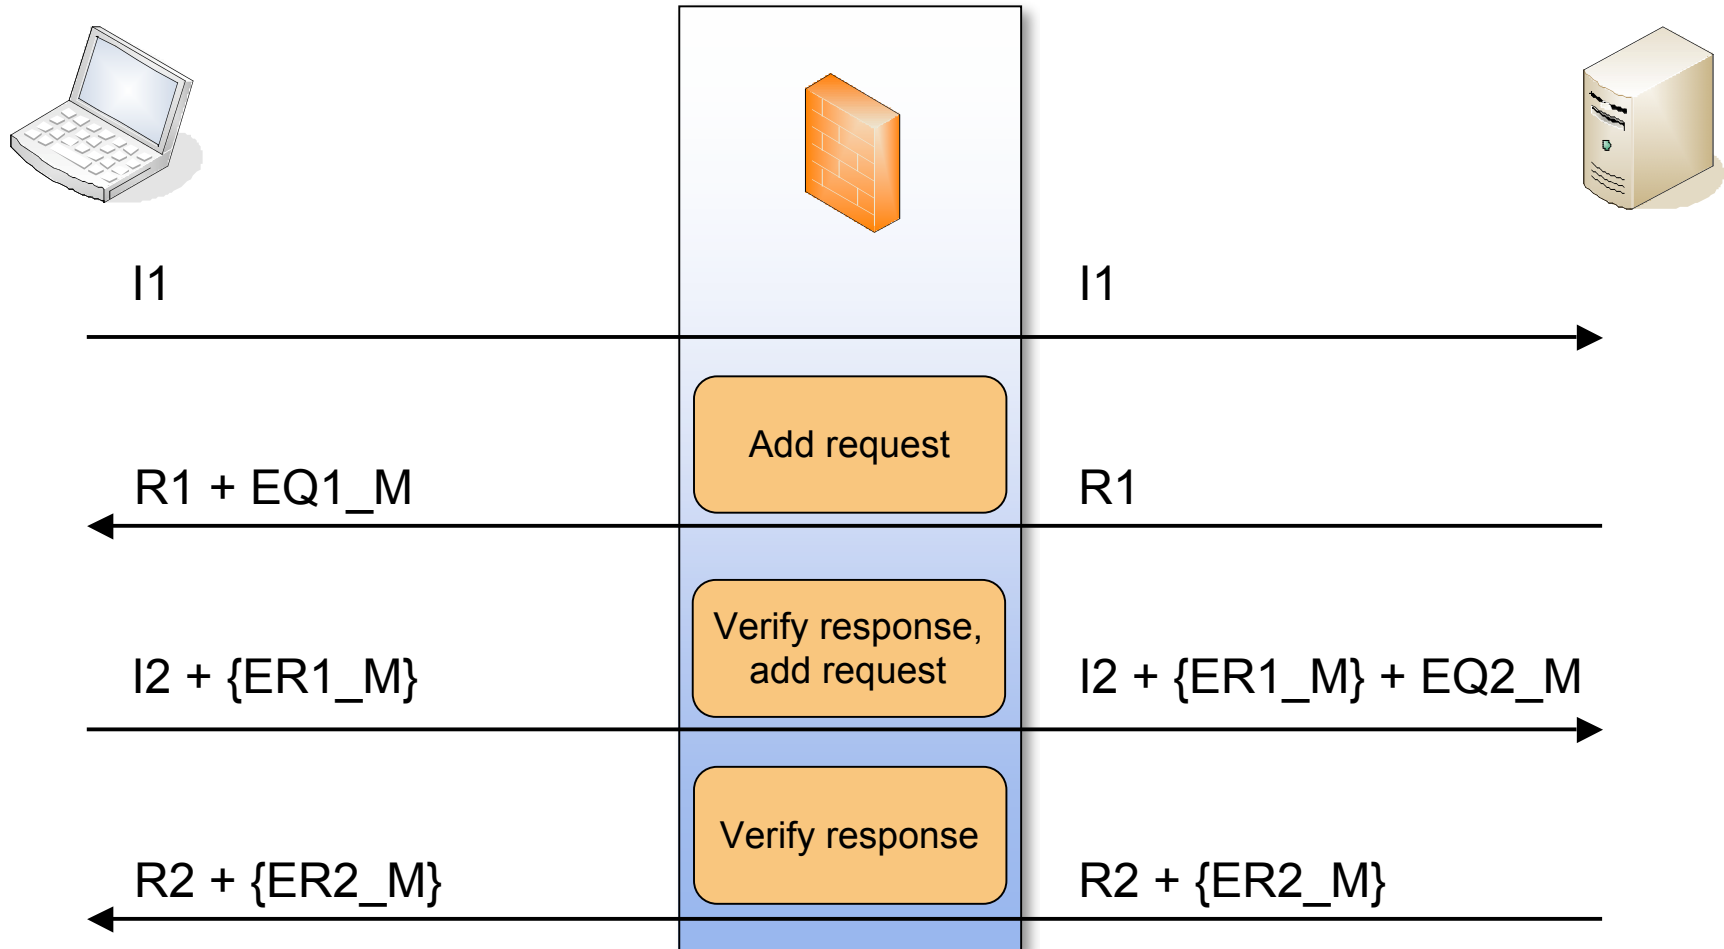 I1
I1
Add request
R1 + EQ1_M
R1
Verify response,
add request
I2 + {ER1_M}
I2 + {ER1_M} + EQ2_M
Verify response
R2 + {ER2_M}
R2 + {ER2_M}